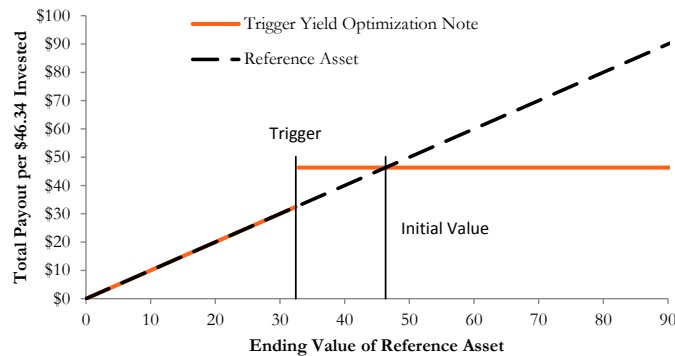 $100
$90
$80
$70
$60
$50
$40
$30
$20
$10
$0
Total Payout per $46.34 Invested
Trigger Yield Optimization Note
Reference Asset
Trigger
Initial Value
0 10 20 30 40 50 60 70 80 90
Ending Value of Reference Asset